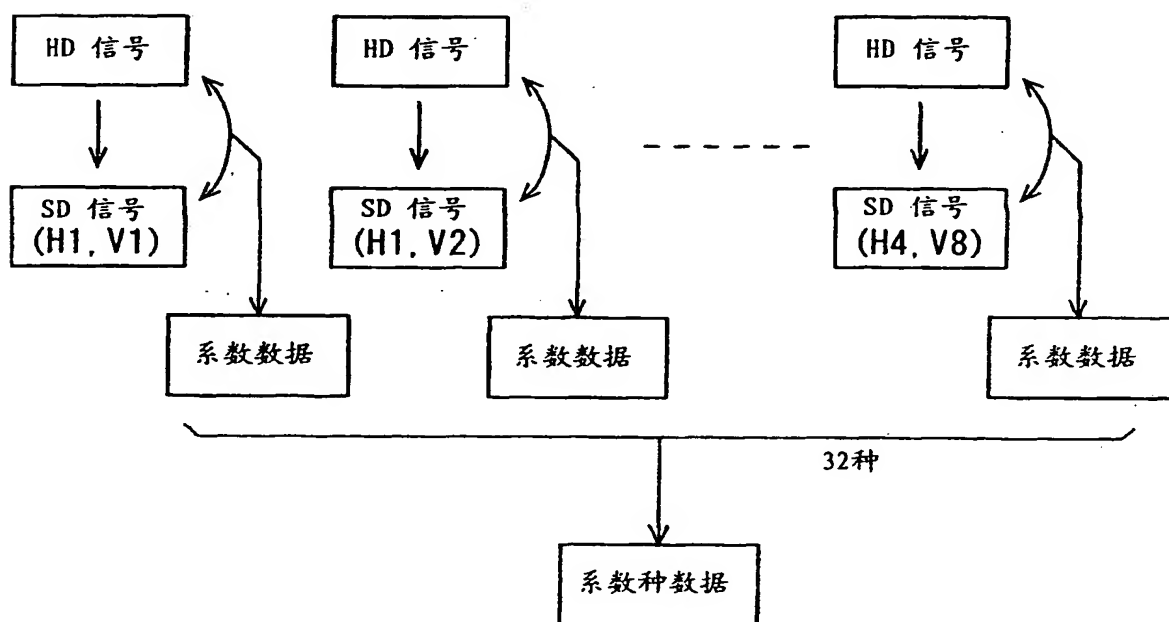 HD 信号
HD 信号
HD 信号
SD 信号
(H1, V1)
SD 信号
(H1, V2)
SD 信号
(H4, V8)
系数数据
系数数据
系数数据
32种
系数种数据